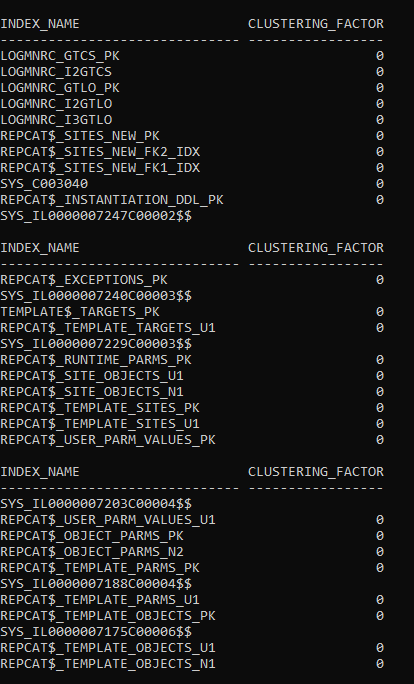 INDEX_NAME                     CLUSTERING_FACTOR
------------------------------ -----------------
LOGMNRC_GTCS_PK                                0
LOGMNRC_I2GTCS                                 0
LOGMNRC_GTLO_PK                                0
LOGMNRC_I2GTLO                                 0
LOGMNRC_I3GTLO                                 0
REPCAT$_SITES_NEW_PK                           0
REPCAT$_SITES_NEW_FK2_IDX                      0
REPCAT$_SITES_NEW_FK1_IDX                      0
SYS_C003040                                    0
REPCAT$_INSTANTIATION_DDL_PK                   0
SYS_IL0000007247C00002$$

INDEX_NAME                     CLUSTERING_FACTOR
------------------------------ -----------------
REPCAT$_EXCEPTIONS_PK                          0
SYS_IL0000007240C00003$$
TEMPLATE$_TARGETS_PK                           0
REPCAT$_TEMPLATE_TARGETS_U1                    0
SYS_IL0000007229C00003$$
REPCAT$_RUNTIME_PARMS_PK                       0
REPCAT$_SITE_OBJECTS_U1                        0
REPCAT$_SITE_OBJECTS_N1                        0
REPCAT$_TEMPLATE_SITES_PK                      0
REPCAT$_TEMPLATE_SITES_U1                      0
REPCAT$_USER_PARM_VALUES_PK                    0

INDEX_NAME                     CLUSTERING_FACTOR
------------------------------ -----------------
SYS_IL0000007203C00004$$
REPCAT$_USER_PARM_VALUES_U1                    0
REPCAT$_OBJECT_PARMS_PK                        0
REPCAT$_OBJECT_PARMS_N2                        0
REPCAT$_TEMPLATE_PARMS_PK                      0
SYS_IL0000007188C00004$$
REPCAT$_TEMPLATE_PARMS_U1                      0
REPCAT$_TEMPLATE_OBJECTS_PK                    0
SYS_IL0000007175C00006$$
REPCAT$_TEMPLATE_OBJECTS_U1                    0
REPCAT$_TEMPLATE_OBJECTS_N1                    0